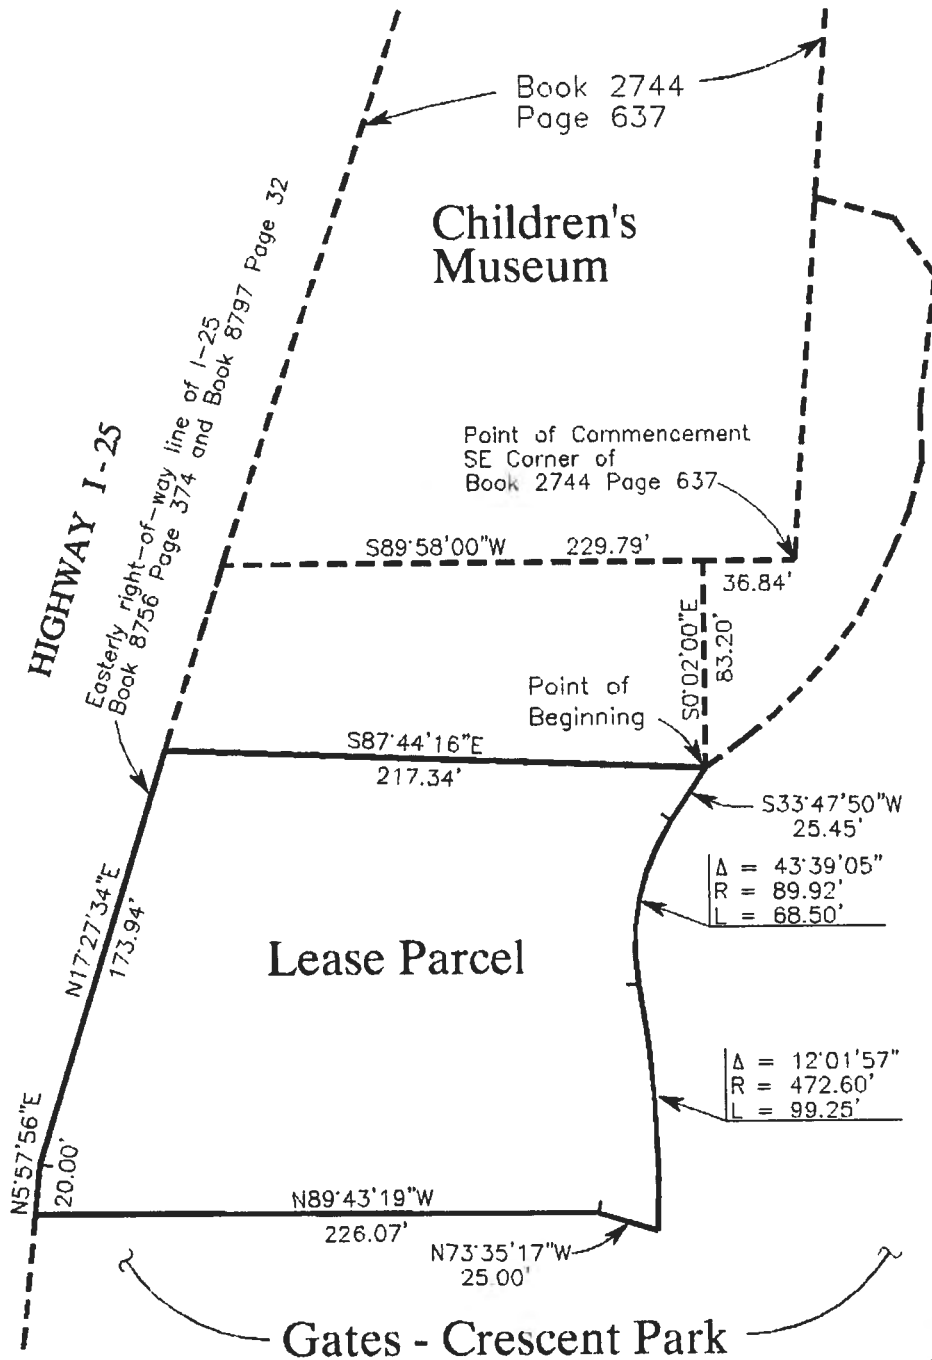 Book 2744
Page 637
Children's
Museum
HIGHWAY I-25
Easterly right-of-way line of I-25
Book 8756 Page 374 and Book 8797 Page 32
Point of Commencement
SE Corner of
Book 2744 Page 637
S89°58'00"W 229.79'
36.84'
S0°02'00"E
83.20'
Point of
Beginning
S87°44'16"E
217.34'
S33°47'50"W
25.45'
Δ = 43°39'05"
R = 89.92'
L = 68.50'
N17°27'34"E
173.94'
Lease Parcel
Δ = 12°01'57"
R = 472.60'
L = 99.25'
N5°57'56"E
20.00'
N89°43'19"W
226.07'
N73°35'17"W
25.00'
Gates - Crescent Park